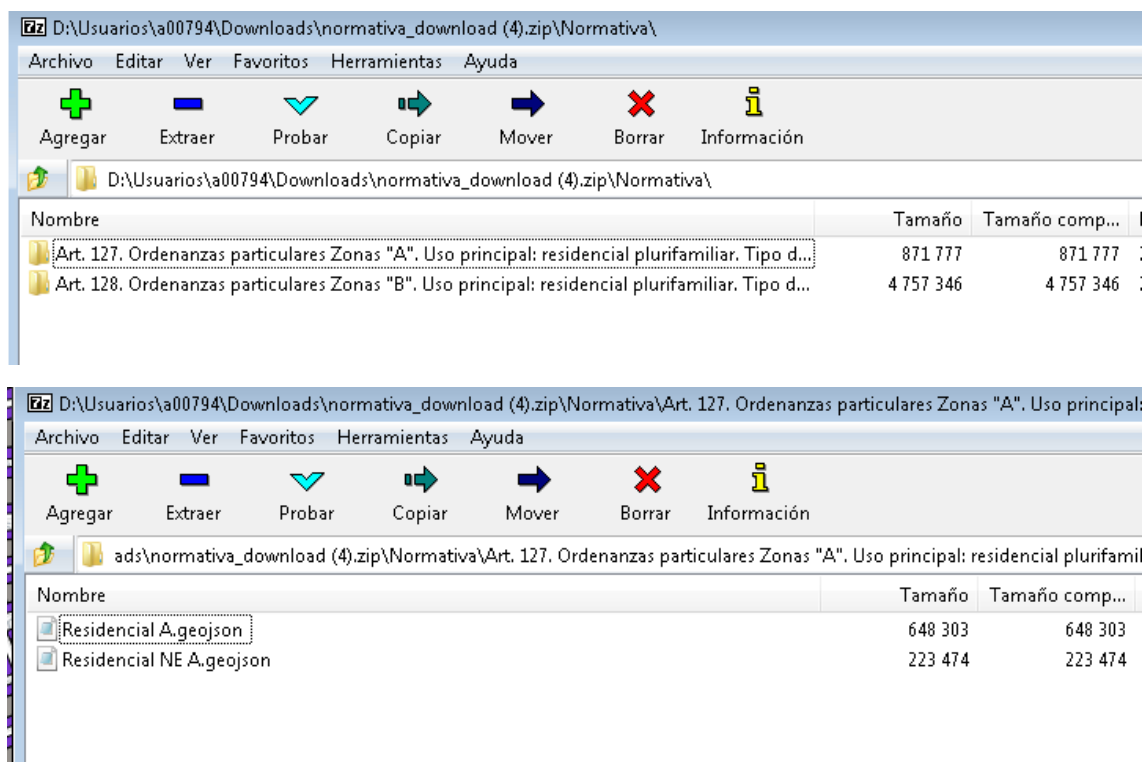 D:\Usuarios\a00794\Downloads\normativa_download (4).zip\Normativa\
Archivo Editar Ver Favoritos Herramientas Ayuda
Agregar Extraer Probar Copiar Mover Borrar Información
D:\Usuarios\a00794\Downloads\normativa_download (4).zip\Normativa\
Nombre Tamaño Tamaño comp...
Art. 127. Ordenanzas particulares Zonas "A". Uso principal: residencial plurifamiliar. Tipo d... 871 777 871 777
Art. 128. Ordenanzas particulares Zonas "B". Uso principal: residencial plurifamiliar. Tipo d... 4 757 346 4 757 346
D:\Usuarios\a00794\Downloads\normativa_download (4).zip\Normativa\Art. 127. Ordenanzas particulares Zonas "A". Uso principal:
Archivo Editar Ver Favoritos Herramientas Ayuda
Agregar Extraer Probar Copiar Mover Borrar Información
ads\normativa_download (4).zip\Normativa\Art. 127. Ordenanzas particulares Zonas "A". Uso principal: residencial plurifamil
Nombre Tamaño Tamaño comp...
Residencial A.geojson 648 303 648 303
Residencial NE A.geojson 223 474 223 474